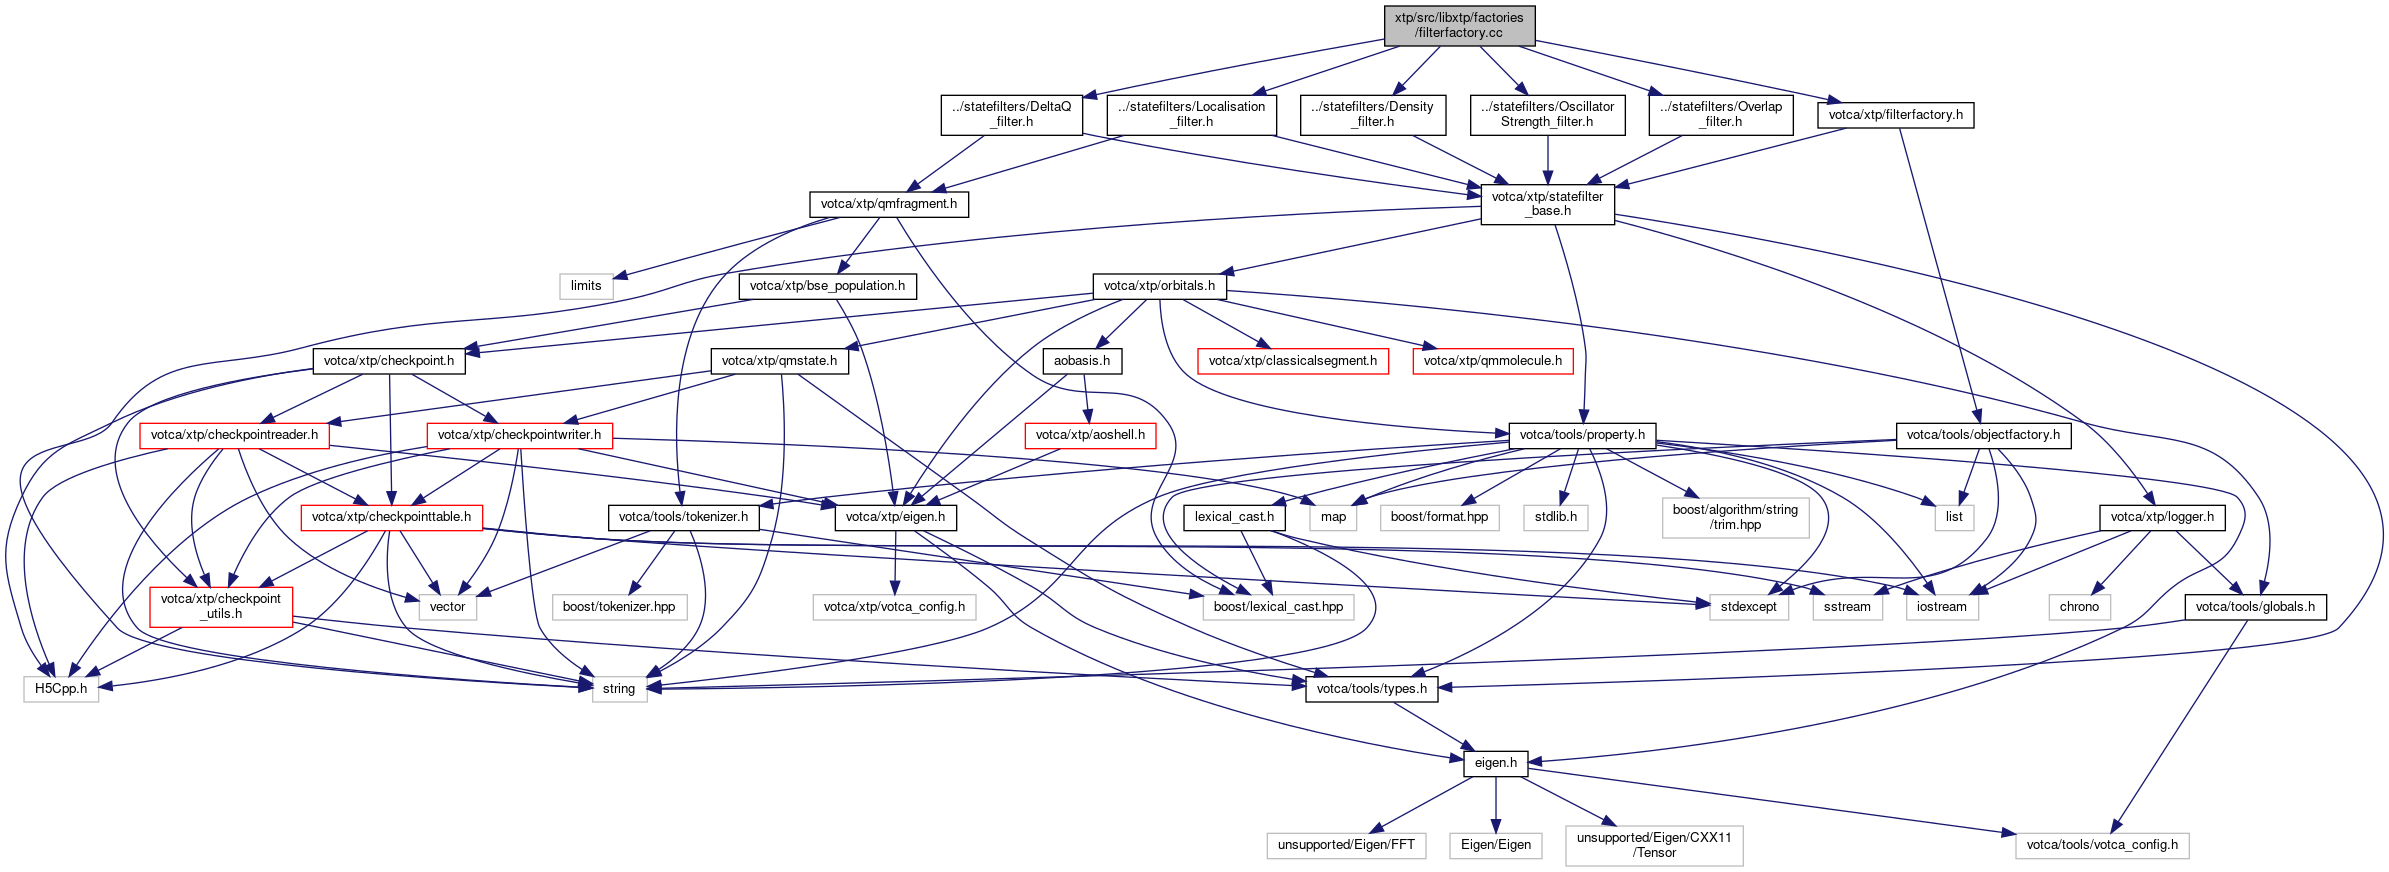 xtp/src/libxtp/factories
/filterfactory.cc
../statefilters/DeltaQ
_filter.h
../statefilters/Localisation
_filter.h
../statefilters/Density
_filter.h
../statefilters/Oscillator
Strength_filter.h
../statefilters/Overlap
_filter.h
votca/xtp/filterfactory.h
votca/xtp/qmfragment.h
votca/xtp/statefilter
_base.h
limits
votca/xtp/bse_population.h
votca/xtp/orbitals.h
votca/xtp/checkpoint.h
votca/xtp/qmstate.h
aobasis.h
votca/xtp/classicalsegment.h
votca/xtp/qmmolecule.h
votca/xtp/checkpointreader.h
votca/xtp/checkpointwriter.h
votca/xtp/aoshell.h
votca/tools/property.h
votca/tools/objectfactory.h
votca/xtp/checkpointtable.h
votca/tools/tokenizer.h
votca/xtp/eigen.h
lexical_cast.h
map
boost/format.hpp
stdlib.h
boost/algorithm/string
/trim.hpp
list
votca/xtp/logger.h
votca/xtp/checkpoint
_utils.h
vector
boost/tokenizer.hpp
votca/xtp/votca_config.h
boost/lexical_cast.hpp
stdexcept
sstream
iostream
chrono
votca/tools/globals.h
H5Cpp.h
string
votca/tools/types.h
eigen.h
unsupported/Eigen/FFT
Eigen/Eigen
unsupported/Eigen/CXX11
/Tensor
votca/tools/votca_config.h